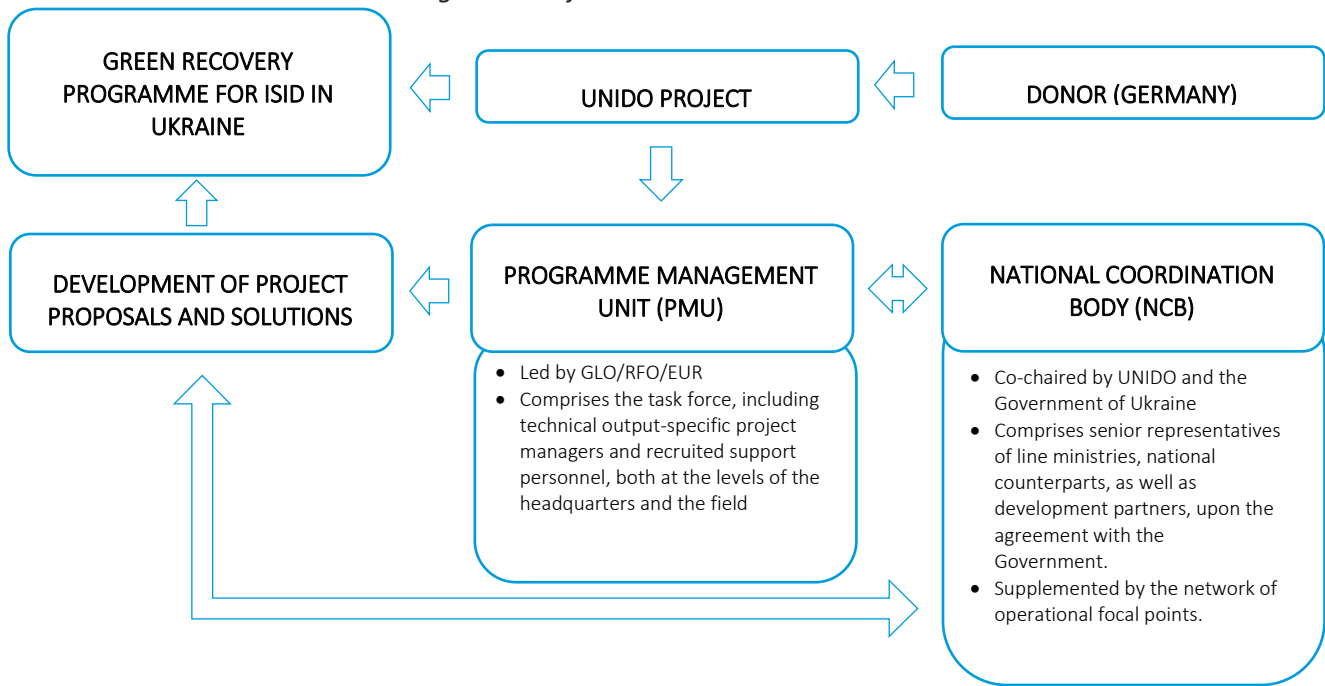 GREEN RECOVERY
PROGRAMME FOR ISID IN
UKRAINE
UNIDO PROJECT
DONOR (GERMANY)
DEVELOPMENT OF PROJECT
PROPOSALS AND SOLUTIONS
PROGRAMME MANAGEMENT
UNIT (PMU)
NATIONAL COORDINATION
BODY (NCB)
• Led by GLO/RFO/EUR
• Comprises the task force, including
technical output-specific project
managers and recruited support
personnel, both at the levels of the
headquarters and the field
• Co-chaired by UNIDO and the
Government of Ukraine
• Comprises senior representatives
of line ministries, national
counterparts, as well as
development partners, upon the
agreement with the
Government.
• Supplemented by the network of
operational focal points.